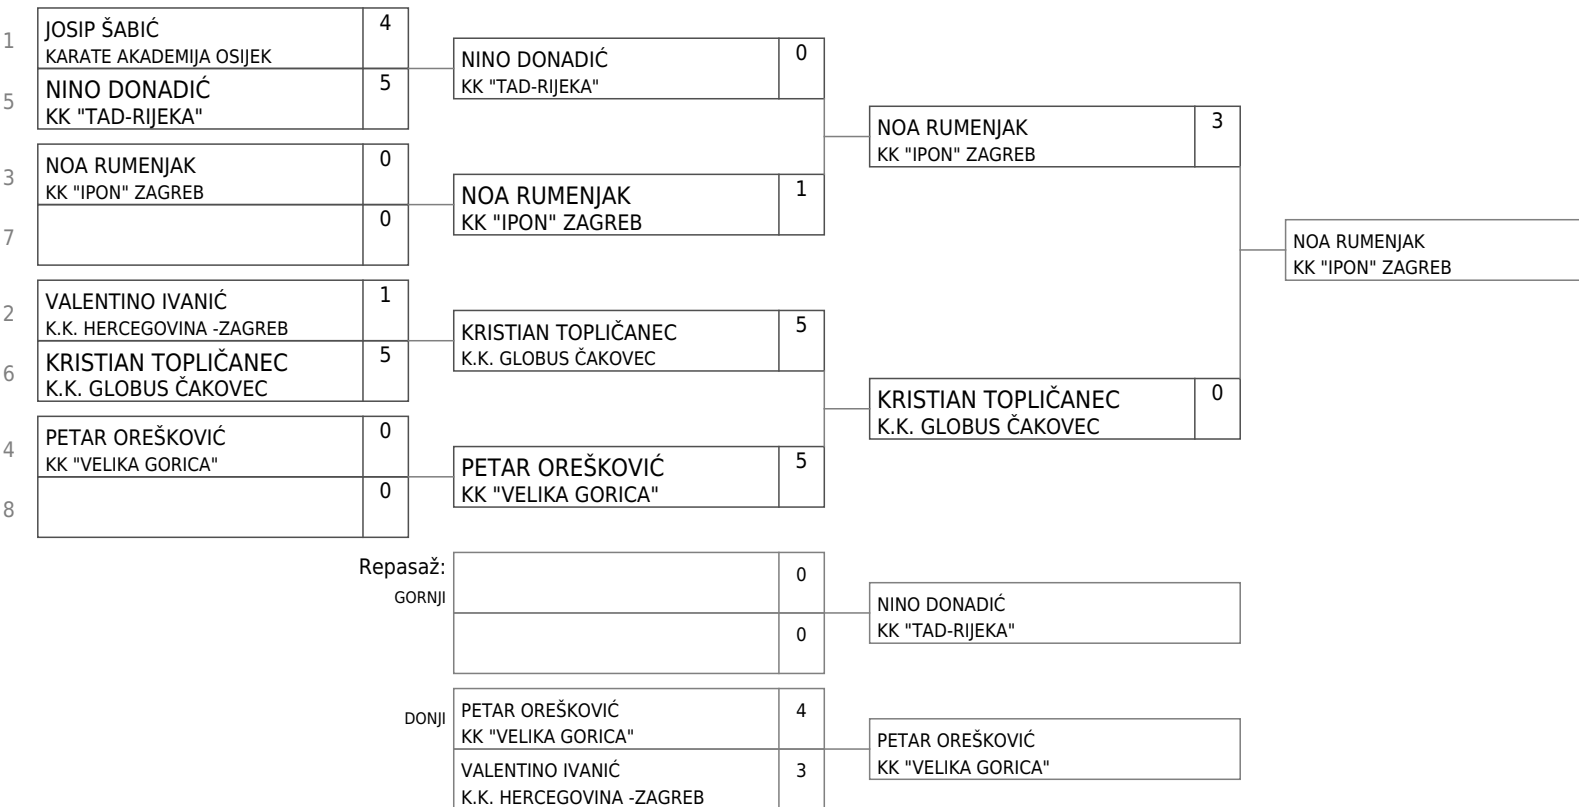 1
JOSIP ŠABIĆ
KARATE AKADEMIJA OSIJEK
4
5
NINO DONADIĆ
KK "TAD-RIJEKA"
5
3
NOA RUMENJAK
KK "IPON" ZAGREB
0
7
0
2
VALENTINO IVANIĆ
K.K. HERCEGOVINA -ZAGREB
1
6
KRISTIAN TOPLIČANEC
K.K. GLOBUS ČAKOVEC
5
4
PETAR OREŠKOVIĆ
KK "VELIKA GORICA"
0
8
0
NINO DONADIĆ
KK "TAD-RIJEKA"
0
NOA RUMENJAK
KK "IPON" ZAGREB
1
KRISTIAN TOPLIČANEC
K.K. GLOBUS ČAKOVEC
5
PETAR OREŠKOVIĆ
KK "VELIKA GORICA"
5
NOA RUMENJAK
KK "IPON" ZAGREB
3
KRISTIAN TOPLIČANEC
K.K. GLOBUS ČAKOVEC
0
NOA RUMENJAK
KK "IPON" ZAGREB
Repasaž:
GORNJI
0
0
NINO DONADIĆ
KK "TAD-RIJEKA"
DONJI
PETAR OREŠKOVIĆ
KK "VELIKA GORICA"
4
VALENTINO IVANIĆ
K.K. HERCEGOVINA -ZAGREB
3
PETAR OREŠKOVIĆ
KK "VELIKA GORICA"